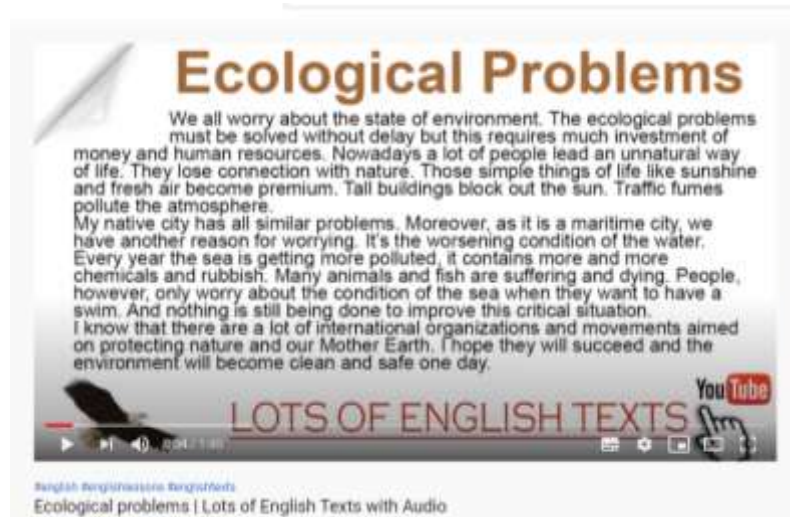 Ecological Problems
We all worry about the state of environment. The ecological problems
must be solved without delay but this requires much investment of
money and human resources. Nowadays a lot of people lead an unnatural way
of life. They lose connection with nature. Those simple things of life like sunshine
and fresh air become premium. Tall buildings block out the sun. Traffic fumes
pollute the atmosphere.
My native city has all similar problems. Moreover, as it is a maritime city, we
have another reason for worrying. It's the worsening condition of the water.
Every year the sea is getting more polluted, it contains more and more
chemicals and rubbish. Many animals and fish are suffering and dying. People,
however, only worry about the condition of the sea when they want to have a
swim. And nothing is still being done to improve this critical situation.
I know that there are a lot of international organizations and movements aimed
on protecting nature and our Mother Earth. I hope they will succeed and the
environment will become clean and safe one day.
YouTube
LOTS OF ENGLISH TEXTS
#english #englishlessons #englishtexts
Ecological problems | Lots of English Texts with Audio